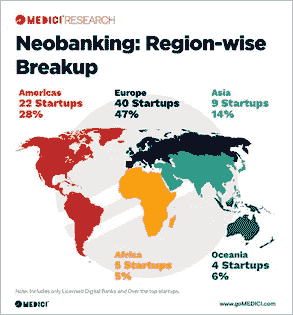 MEDICI RESEARCH
Neobanking: Region-wise
Breakup
Americas
22 Startups
28%
Europe
40 Startups
47%
Asia
9 Startups
14%
Africa
5 Startups
5%
Oceania
4 Startups
6%
Note: Includes only Licensed Digital Banks and Over the top startups.
MEDICI
www.goMEDICI.com